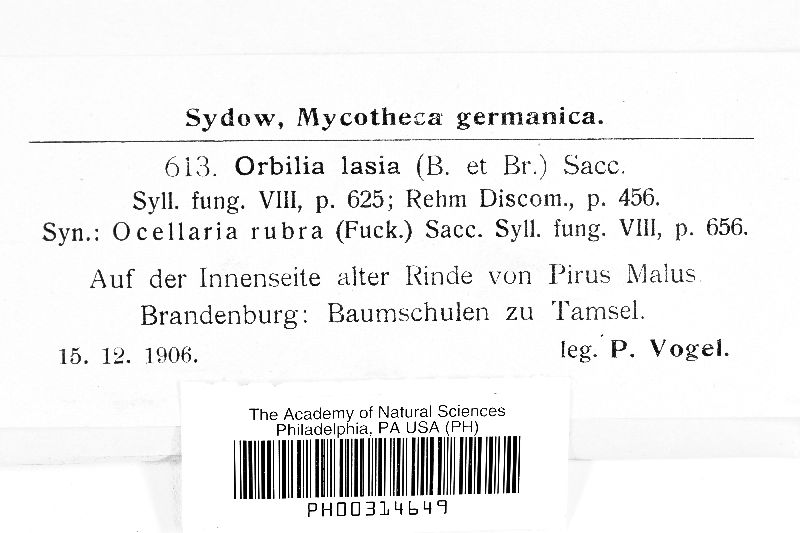 Sydow, Mycotheca germanica.
613. Orbilia lasia (B. et Br.) Sacc.
Syll. fung. VIII, p. 625; Rehm Discom., p. 456.
Syn.: Ocellaria rubra (Fuck.) Sacc. Syll. fung. VIII, p. 656.
Auf der Innenseite alter Rinde von Pirus Malus.
Brandenburg: Baumschulen zu Tamsel.
15. 12. 1906. leg. P. Vogel.
The Academy of Natural Sciences
Philadelphia, PA USA (PH)
PH00314649